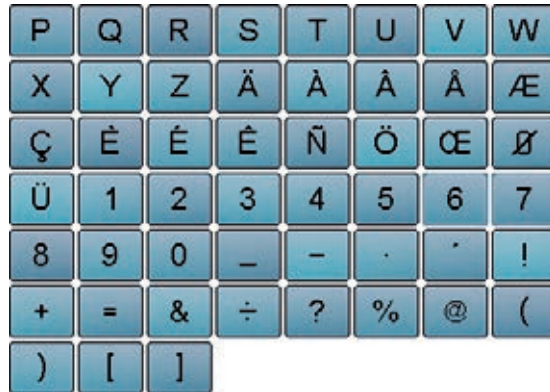 P Q R S T U V W
X Y Z Ä À Â Å Æ
Ç È É Ê Ñ Ö Œ Ø
Ü 1 2 3 4 5 6 7
8 9 0 _ - · ´ !
+ = & ÷ ? % @ (
) [ ]